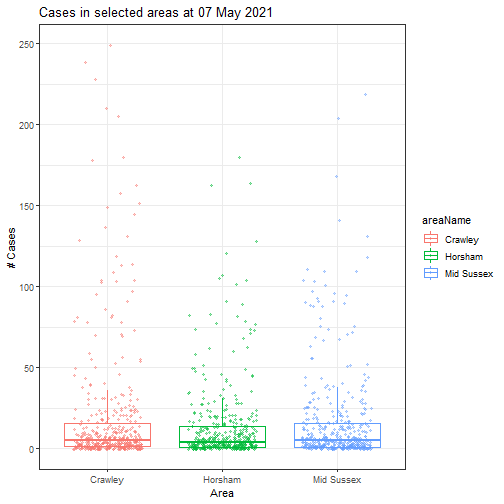 Cases in selected areas at 07 May 2021
250
200
150
100
50
0
# Cases
Crawley
Horsham
Mid Sussex
Area
areaName
Crawley
Horsham
Mid Sussex